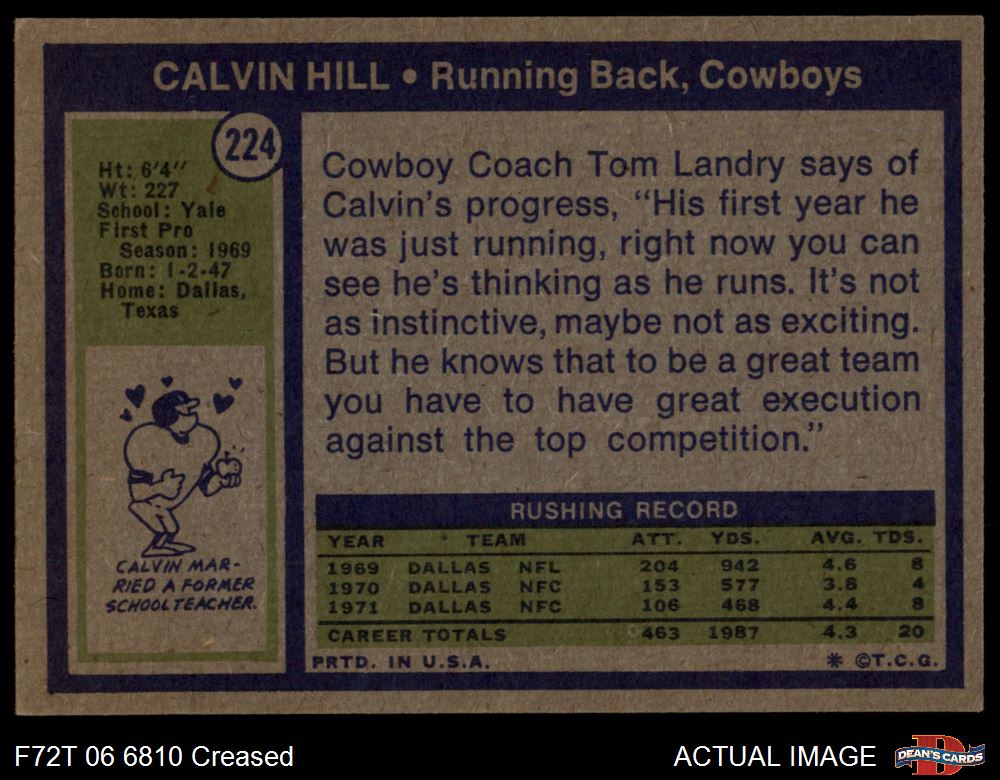 CALVIN HILL • Running Back, Cowboys
224
Ht: 6'4"
Wt: 227
School: Yale
First Pro
Season: 1969
Born: 1-2-47
Home: Dallas,
Texas
CALVIN MAR-
RIED A FORMER
SCHOOL TEACHER.
Cowboy Coach Tom Landry says of
Calvin's progress, "His first year he
was just running, right now you can
see he's thinking as he runs. It's not
as instinctive, maybe not as exciting.
But he knows that to be a great team
you have to have great execution
against the top competition."
RUSHING RECORD
YEAR TEAM ATT. YDS. AVG. TDS.
1969 DALLAS NFL 204 942 4.6 8
1970 DALLAS NFC 153 577 3.8 4
1971 DALLAS NFC 106 468 4.4 8
CAREER TOTALS 463 1987 4.3 20
PRTD. IN U.S.A. * ©T.C.G.
F72T 06 6810 Creased
ACTUAL IMAGE
D
DEAN'S CARDS